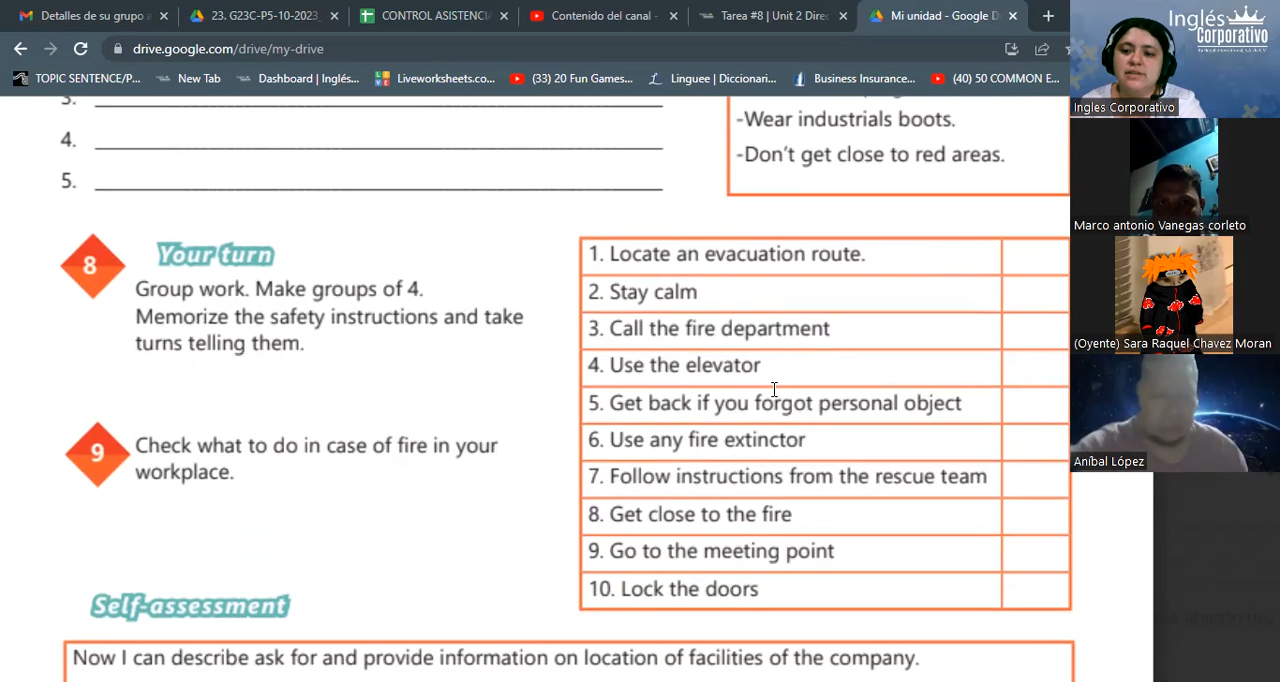 Detalles de su grupo
23. G23C-P5-10-2023_
CONTROL ASISTENCI
Contenido del canal -
Tarea #8 | Unit 2 Direc
Mi unidad - Google D
drive.google.com/drive/my-drive
TOPIC SENTENCE/P...
New Tab
Dashboard | Inglés...
Liveworksheets.co...
(33) 20 Fun Games...
Linguee | Diccionari...
Business Insurance...
(40) 50 COMMON E...
Inglés
Corporativo
Ingles Corporativo
Marco antonio Vanegas corleto
(Oyente) Sara Raquel Chavez Moran
Aníbal López
3.
4.
5.
-Wear industrials boots.
-Don't get close to red areas.
8
Your turn
Group work. Make groups of 4.
Memorize the safety instructions and take
turns telling them.
9
Check what to do in case of fire in your
workplace.
1. Locate an evacuation route.
2. Stay calm
3. Call the fire department
4. Use the elevator
5. Get back if you forgot personal object
6. Use any fire extinctor
7. Follow instructions from the rescue team
8. Get close to the fire
9. Go to the meeting point
10. Lock the doors
Self-assessment
Now I can describe ask for and provide information on location of facilities of the company.